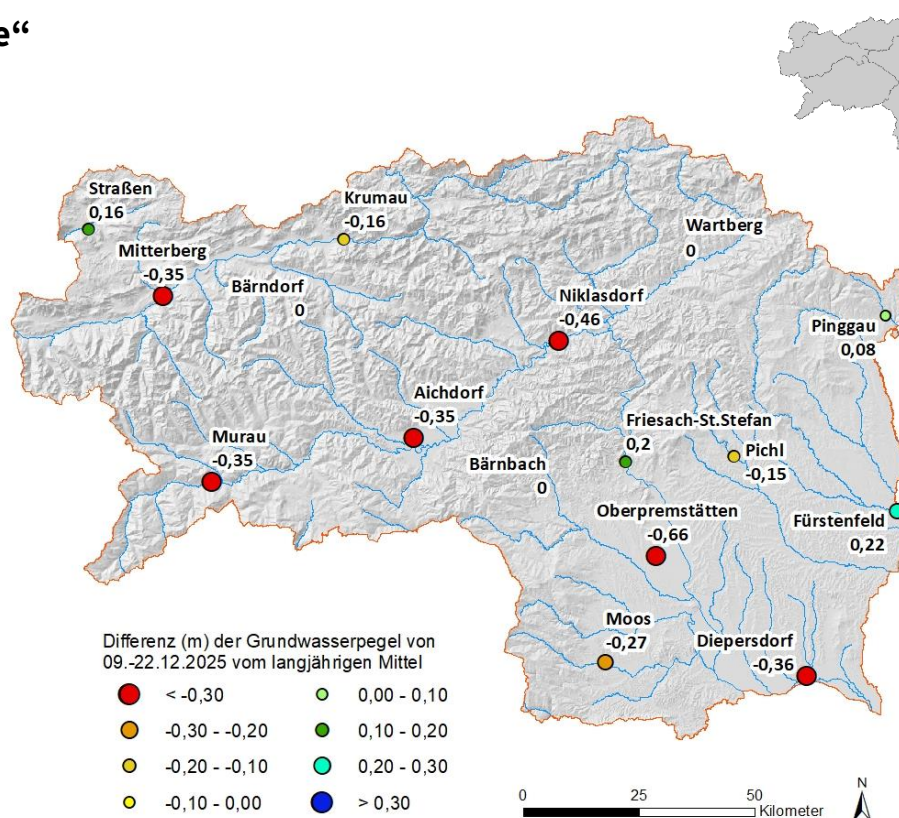 e“
Straßen
0,16
Krumau
-0,16
Wartberg
0
Mitterberg
-0,35
Bärndorf
0
Niklasdorf
-0,46
Pinggau
0,08
Aichdorf
-0,35
Friesach-St.Stefan
0,2
Murau
-0,35
Bärnbach
0
Pichl
-0,15
Oberpremstätten
-0,66
Fürstenfeld
0,22
Moos
-0,27
Diepersdorf
-0,36
Differenz (m) der Grundwasserpegel von
09.-22.12.2025 vom langjährigen Mittel
< -0,30
-0,30 - -0,20
-0,20 - -0,10
-0,10 - 0,00
0,00 - 0,10
0,10 - 0,20
0,20 - 0,30
> 0,30
0 25 50
Kilometer
N